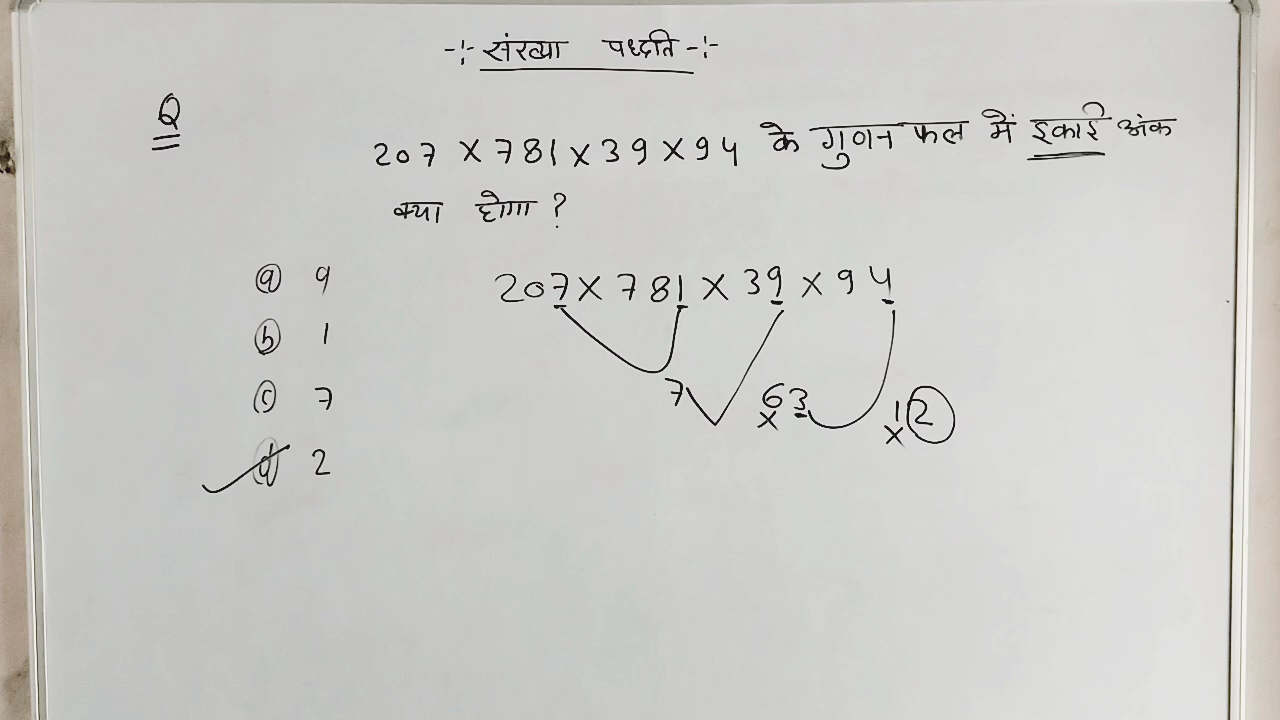 -:- संख्या पध्दति -:-
Q
207 × 781 × 39 × 94 के गुणन फल में इकाई अंक
क्या होगा ?
(a) 9
(b) 1
(c) 7
(d) 2
207 × 781 × 39 × 94
7 63 12
× ×